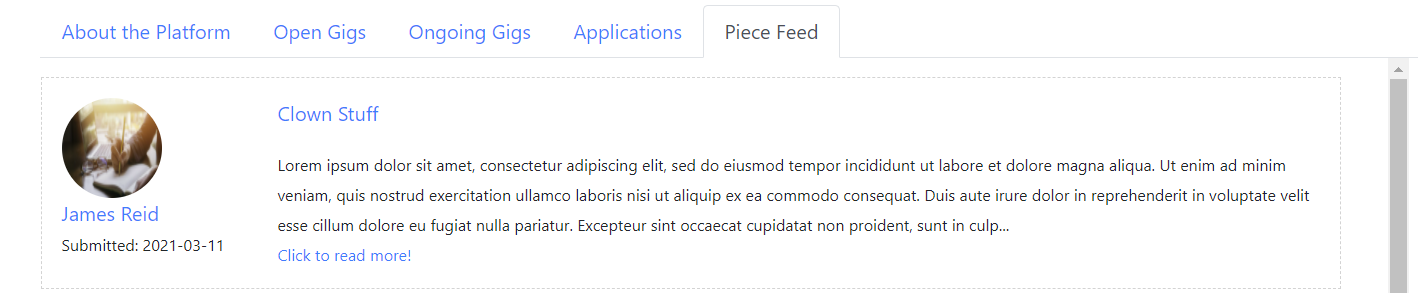 About the Platform Open Gigs Ongoing Gigs Applications Piece Feed
James Reid
Submitted: 2021-03-11
Clown Stuff
Lorem ipsum dolor sit amet, consectetur adipiscing elit, sed do eiusmod tempor incididunt ut labore et dolore magna aliqua. Ut enim ad minim
veniam, quis nostrud exercitation ullamco laboris nisi ut aliquip ex ea commodo consequat. Duis aute irure dolor in reprehenderit in voluptate velit
esse cillum dolore eu fugiat nulla pariatur. Excepteur sint occaecat cupidatat non proident, sunt in culp...
Click to read more!